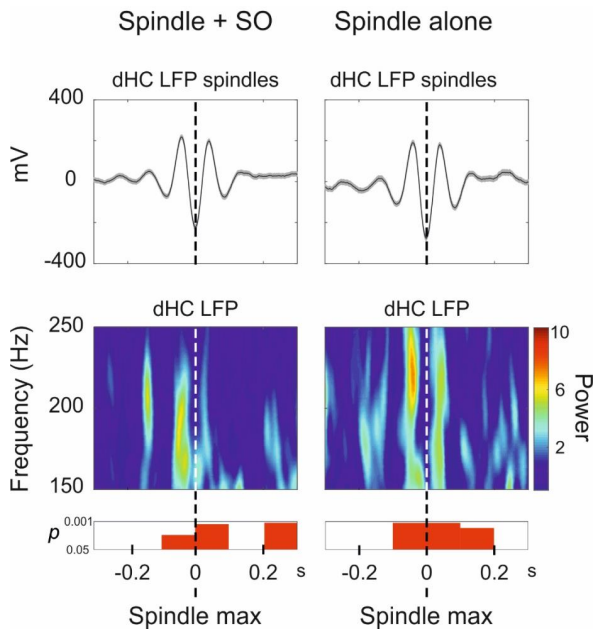 Spindle + SO Spindle alone
dHC LFP spindles dHC LFP spindles
400
mV
0
-400
dHC LFP dHC LFP
250
Frequency (Hz)
200
150
10
6
2
Power
0.001
p
0.05
-0.2 0 0.2 s -0.2 0 0.2 s
Spindle max Spindle max